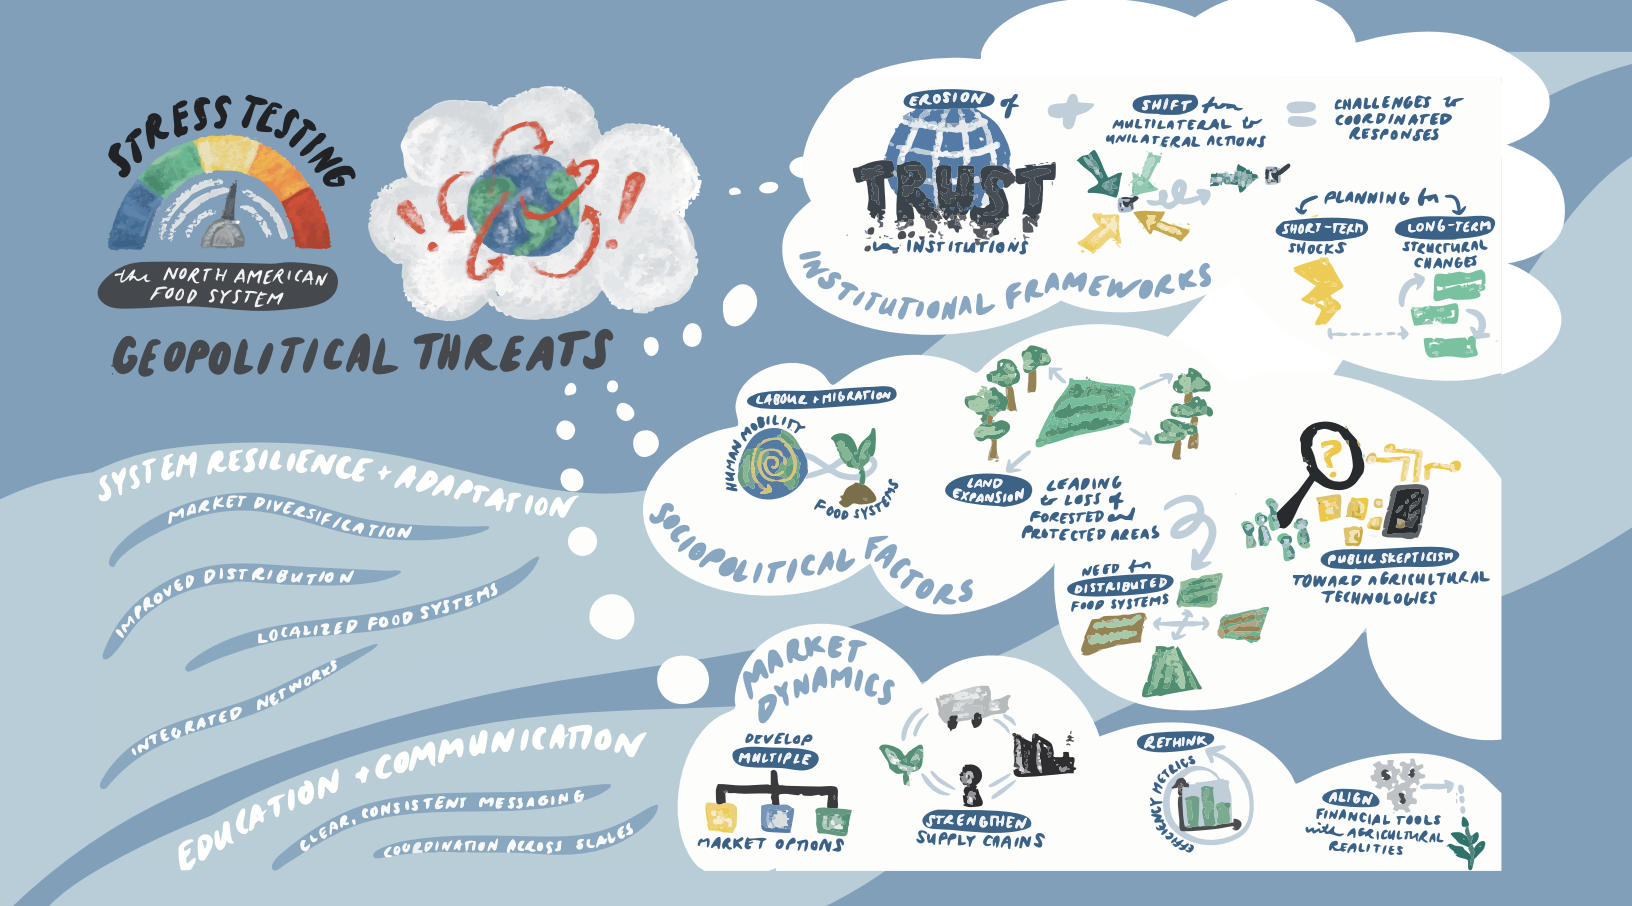 STRESS TESTING
the NORTH AMERICAN
FOOD SYSTEM
GEOPOLITICAL THREATS
EROSION of
TRUST
in INSTITUTIONS
SHIFT from
MULTILATERAL to
UNILATERAL ACTIONS
CHALLENGES to
COORDINATED
RESPONSES
PLANNING for
SHORT-TERM
SHOCKS
LONG-TERM
STRUCTURAL
CHANGES
INSTITUTIONAL FRAMEWORKS
LABOUR + MIGRATION
HUMAN MOBILITY
FOOD SYSTEMS
LAND
EXPANSION
LEADING
to LOSS of
FORESTED and
PROTECTED AREAS
NEED for
DISTRIBUTED
FOOD SYSTEMS
?
PUBLIC SKEPTICISM
TOWARD AGRICULTURAL
TECHNOLOGIES
SOCIOPOLITICAL FACTORS
SYSTEM RESILIENCE + ADAPTATION
MARKET DIVERSIFICATION
IMPROVED DISTRIBUTION
LOCALIZED FOOD SYSTEMS
INTEGRATED NETWORKS
EDUCATION + COMMUNICATION
CLEAR, CONSISTENT MESSAGING
COORDINATION ACROSS SCALES
MARKET
DYNAMICS
DEVELOP
MULTIPLE
MARKET OPTIONS
STRENGTHEN
SUPPLY CHAINS
RETHINK
EFFICIENCY METRICS
ALIGN
FINANCIAL TOOLS
with AGRICULTURAL
REALITIES